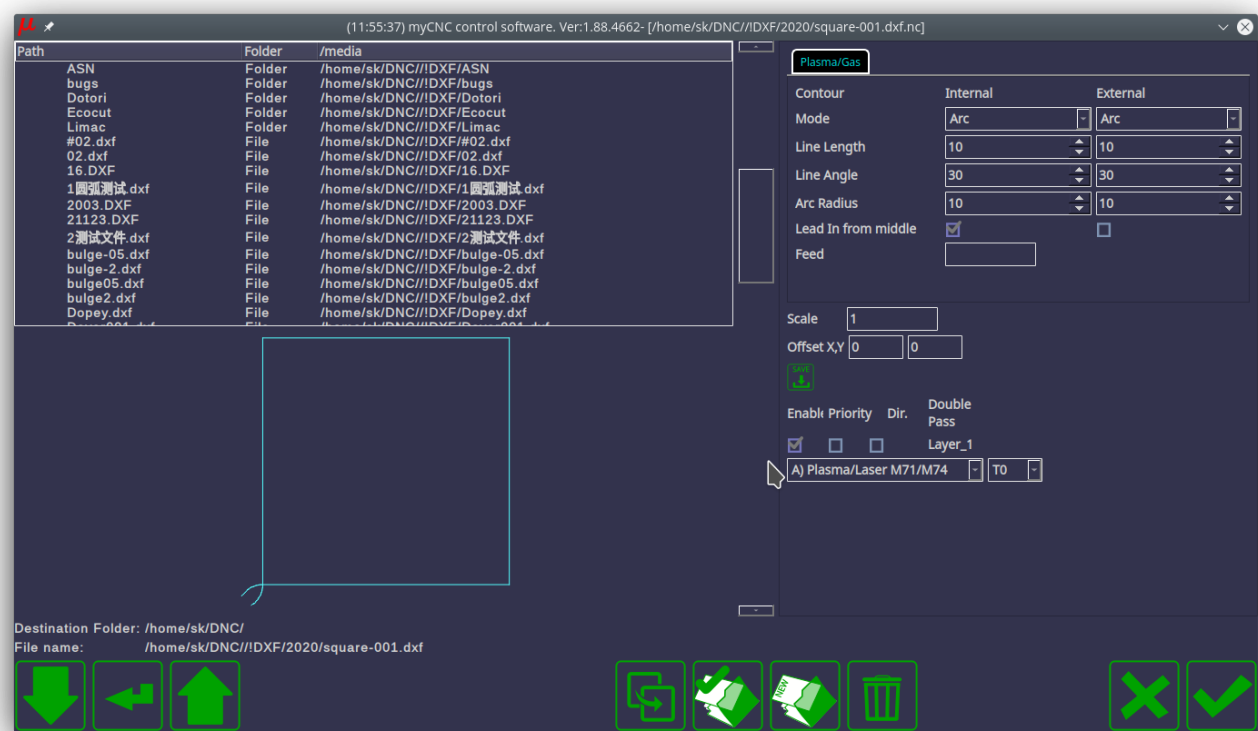 μ (11:55:37) myCNC control software. Ver:1.88.4662- [/home/sk/DNC//!DXF/2020/square-001.dxf.nc]
Path Folder /media
ASN Folder /home/sk/DNC//!DXF/ASN
bugs Folder /home/sk/DNC//!DXF/bugs
Dotori Folder /home/sk/DNC//!DXF/Dotori
Ecocut Folder /home/sk/DNC//!DXF/Ecocut
Limac Folder /home/sk/DNC//!DXF/Limac
#02.dxf File /home/sk/DNC//!DXF/#02.dxf
02.dxf File /home/sk/DNC//!DXF/02.dxf
16.DXF File /home/sk/DNC//!DXF/16.DXF
1圆弧测试.dxf File /home/sk/DNC//!DXF/1圆弧测试.dxf
2003.DXF File /home/sk/DNC//!DXF/2003.DXF
21123.DXF File /home/sk/DNC//!DXF/21123.DXF
2测试文件.dxf File /home/sk/DNC//!DXF/2测试文件.dxf
bulge-05.dxf File /home/sk/DNC//!DXF/bulge-05.dxf
bulge-2.dxf File /home/sk/DNC//!DXF/bulge-2.dxf
bulge05.dxf File /home/sk/DNC//!DXF/bulge05.dxf
bulge2.dxf File /home/sk/DNC//!DXF/bulge2.dxf
Dopey.dxf File /home/sk/DNC//!DXF/Dopey.dxf
Plasma/Gas
Contour Internal External
Mode Arc Arc
Line Length 10 10
Line Angle 30 30
Arc Radius 10 10
Lead In from middle
Feed
Scale 1
Offset X,Y 0 0
SAVE
Enable Priority Dir. Double Pass
Layer_1
A) Plasma/Laser M71/M74 T0
Destination Folder: /home/sk/DNC/
File name: /home/sk/DNC//!DXF/2020/square-001.dxf
NEW